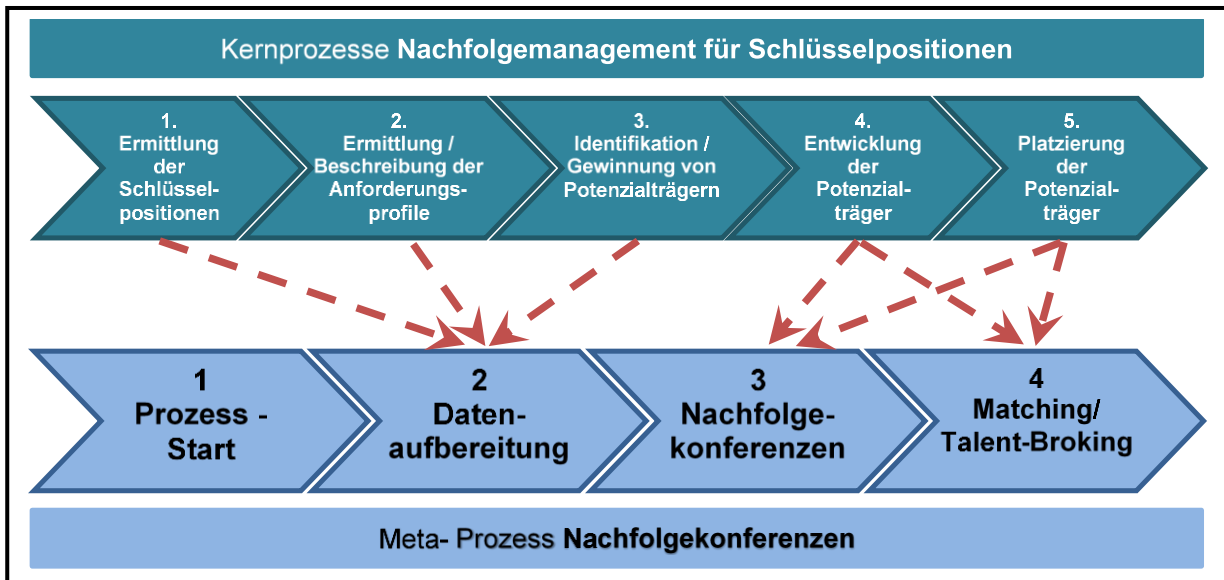 Kernprozesse Nachfolgemanagement für Schlüsselpositionen
1.
Ermittlung
der
Schlüssel-
positionen
2.
Ermittlung /
Beschreibung der
Anforderungs-
profile
3.
Identifikation /
Gewinnung von
Potenzialträgern
4.
Entwicklung
der
Potenzial-
träger
5.
Platzierung
der
Potenzial-
träger
1
Prozess -
Start
2
Daten-
aufbereitung
3
Nachfolge-
konferenzen
4
Matching/
Talent-Broking
Meta- Prozess Nachfolgekonferenzen